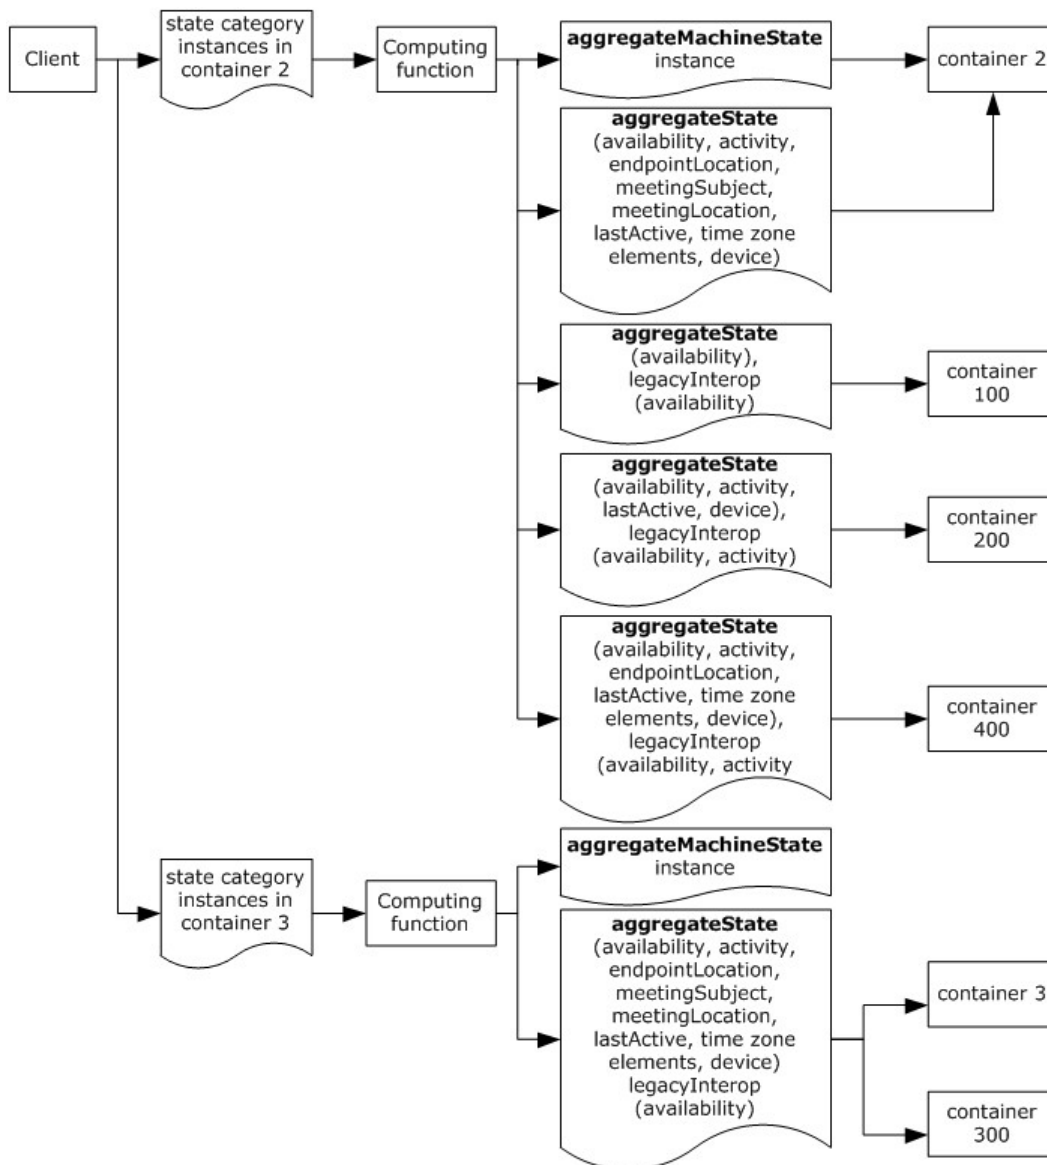 Client
state category
instances in
container 2
Computing
function
aggregateMachineState
instance
container 2
aggregateState
(availability, activity,
endpointLocation,
meetingSubject,
meetingLocation,
lastActive, time zone
elements, device)
aggregateState
(availability),
legacyInterop
(availability)
container
100
aggregateState
(availability, activity,
lastActive, device),
legacyInterop
(availability, activity)
container
200
aggregateState
(availability, activity,
endpointLocation,
lastActive, time zone
elements, device),
legacyInterop
(availability, activity
container
400
state category
instances in
container 3
Computing
function
aggregateMachineState
instance
aggregateState
(availability, activity,
endpointLocation,
meetingSubject,
meetingLocation,
lastActive, time zone
elements, device)
legacyInterop
(availability)
container 3
container
300